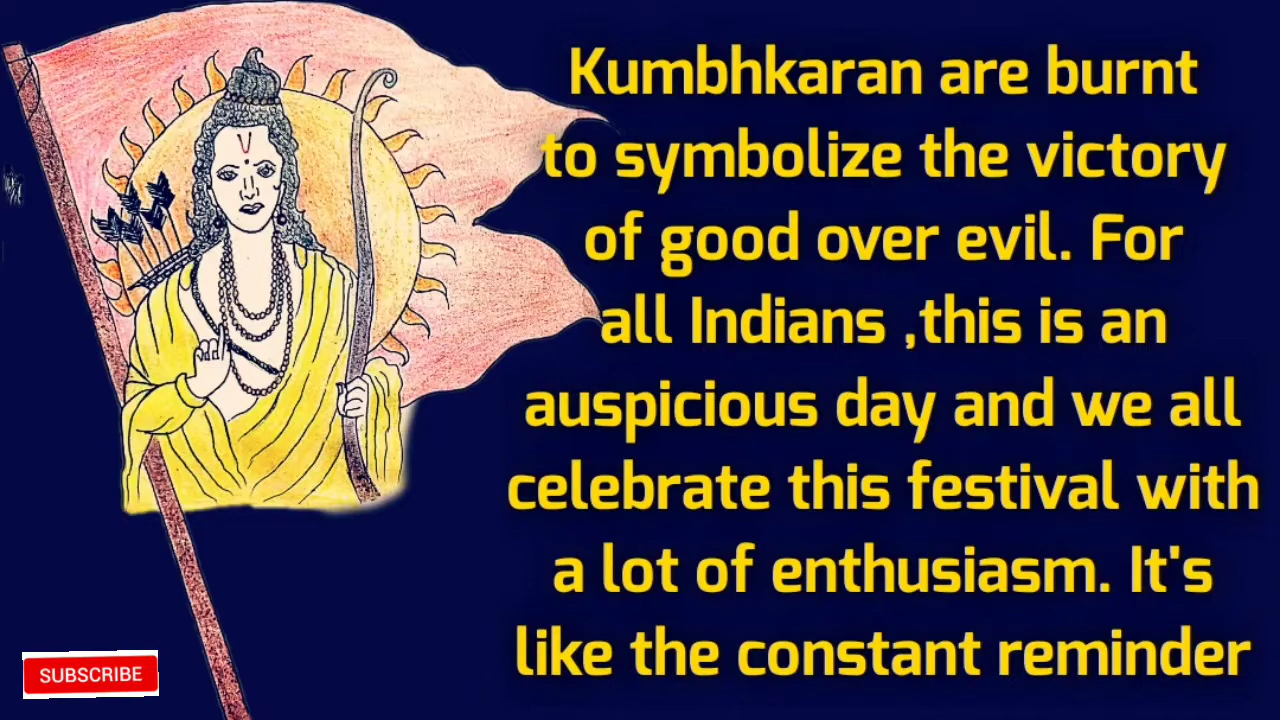 Kumbhkaran are burnt
to symbolize the victory
of good over evil. For
all Indians ,this is an
auspicious day and we all
celebrate this festival with
a lot of enthusiasm. It's
like the constant reminder
SUBSCRIBE